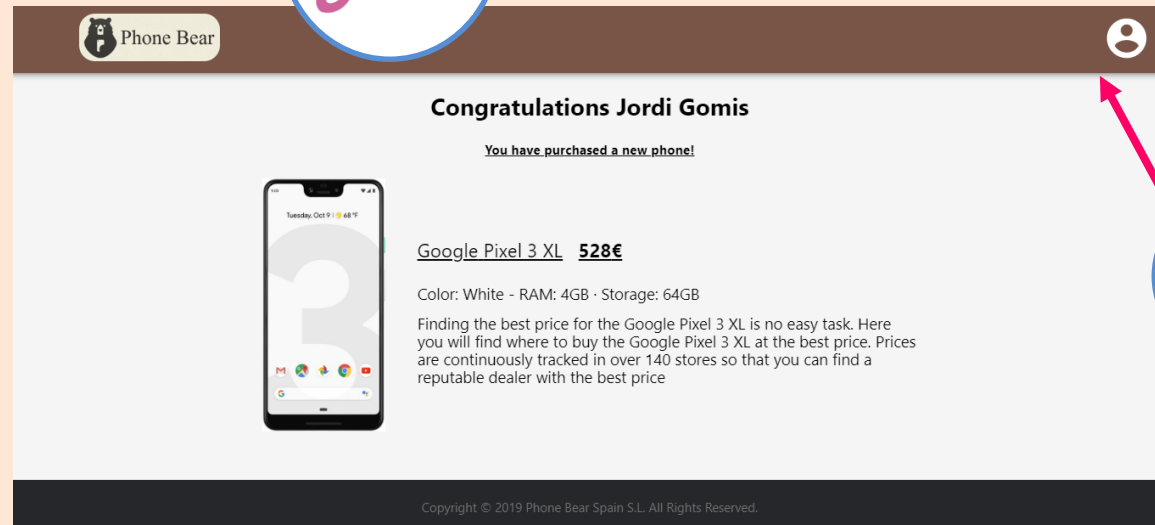 Phone Bear
Congratulations Jordi Gomis
You have purchased a new phone!
Tuesday, Oct 9 | 68 °F
Google Pixel 3 XL 528€
Color: White - RAM: 4GB · Storage: 64GB
Finding the best price for the Google Pixel 3 XL is no easy task. Here
you will find where to buy the Google Pixel 3 XL at the best price. Prices
are continuously tracked in over 140 stores so that you can find a
reputable dealer with the best price
Copyright © 2019 Phone Bear Spain S.L. All Rights Reserved.